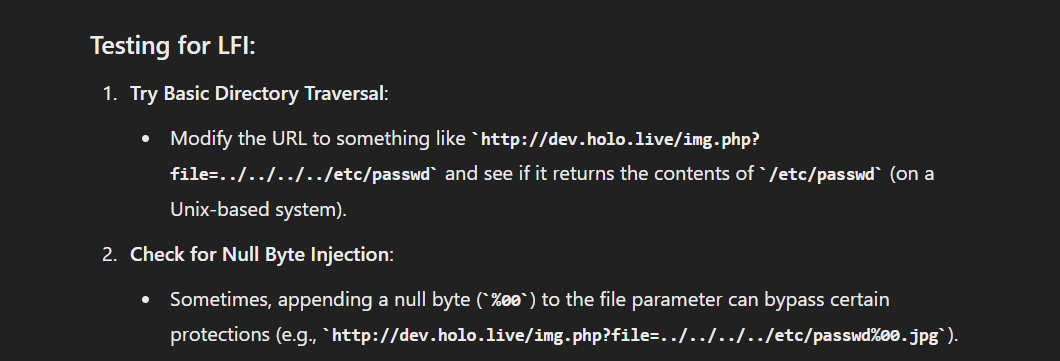 Testing for LFI:
1. Try Basic Directory Traversal:
• Modify the URL to something like `http://dev.holo.live/img.php?
file=../../../../etc/passwd` and see if it returns the contents of `/etc/passwd` (on a
Unix-based system).
2. Check for Null Byte Injection:
• Sometimes, appending a null byte (`%00`) to the file parameter can bypass certain
protections (e.g., `http://dev.holo.live/img.php?file=../../../../etc/passwd%00.jpg`).